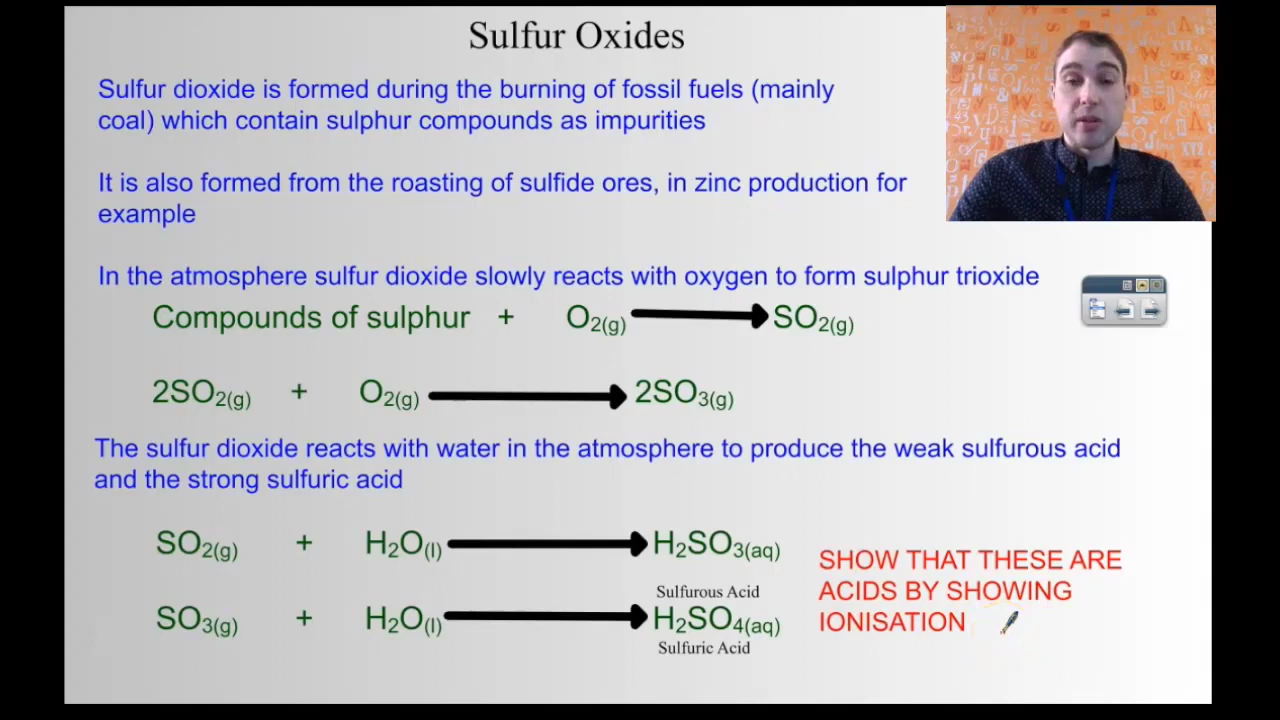 Sulfur Oxides
Sulfur dioxide is formed during the burning of fossil fuels (mainly
coal) which contain sulphur compounds as impurities
It is also formed from the roasting of sulfide ores, in zinc production for
example
In the atmosphere sulfur dioxide slowly reacts with oxygen to form sulphur trioxide
Compounds of sulphur + O₂(g) → SO₂(g)
2SO₂(g) + O₂(g) → 2SO₃(g)
The sulfur dioxide reacts with water in the atmosphere to produce the weak sulfurous acid
and the strong sulfuric acid
SO₂(g) + H₂O(l) → H₂SO₃(aq)
Sulfurous Acid
SO₃(g) + H₂O(l) → H₂SO₄(aq)
Sulfuric Acid
SHOW THAT THESE ARE
ACIDS BY SHOWING
IONISATION